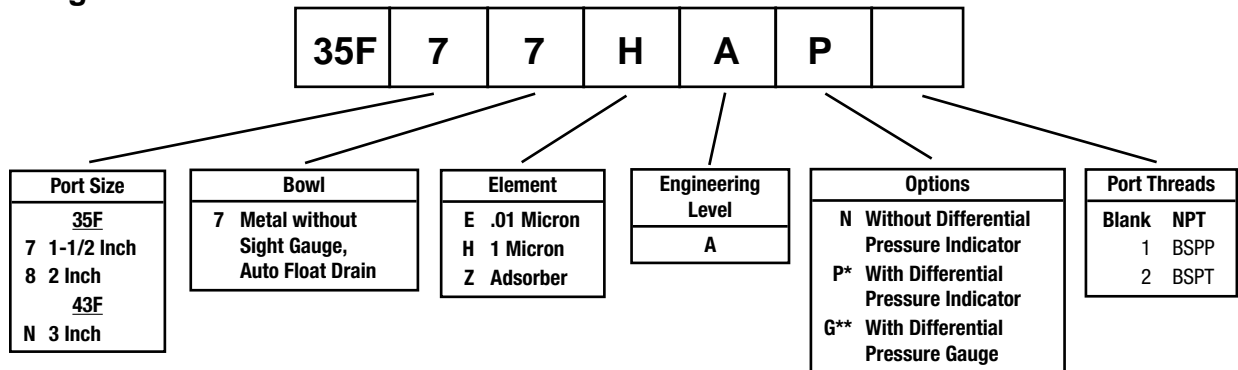 35F 7 7 H A P
Port Size
35F
7 1-1/2 Inch
8 2 Inch
43F
N 3 Inch
Bowl
7 Metal without
Sight Gauge,
Auto Float Drain
Element
E .01 Micron
H 1 Micron
Z Adsorber
Engineering
Level
A
Options
N Without Differential
Pressure Indicator
P* With Differential
Pressure Indicator
G** With Differential
Pressure Gauge
Port Threads
Blank NPT
1 BSPP
2 BSPT